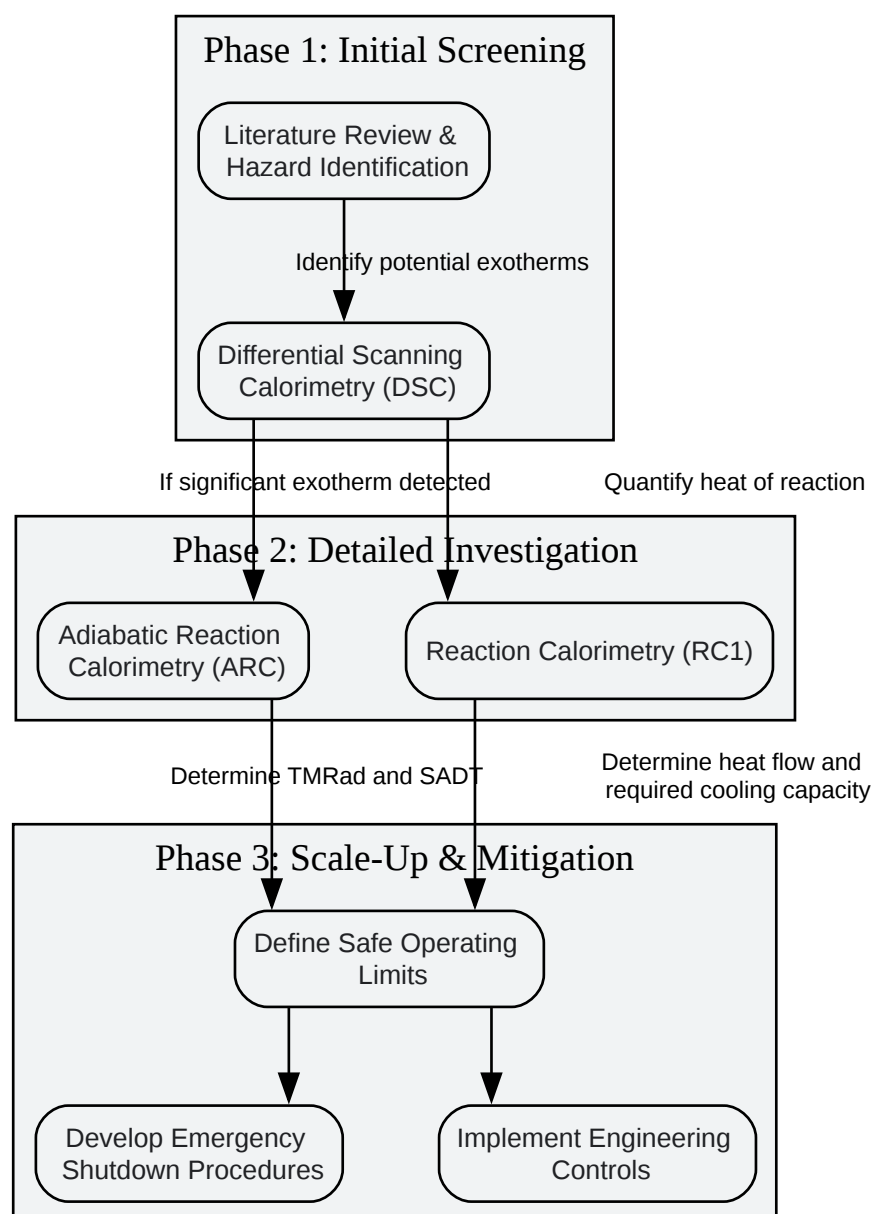 Phase 1: Initial Screening
Literature Review &
Hazard Identification
Identify potential exotherms
Differential Scanning
Calorimetry (DSC)
If significant exotherm detected
Quantify heat of reaction
Phase 2: Detailed Investigation
Adiabatic Reaction
Calorimetry (ARC)
Reaction Calorimetry (RC1)
Determine TMRad and SADT
Determine heat flow and
required cooling capacity
Phase 3: Scale-Up & Mitigation
Define Safe Operating
Limits
Develop Emergency
Shutdown Procedures
Implement Engineering
Controls